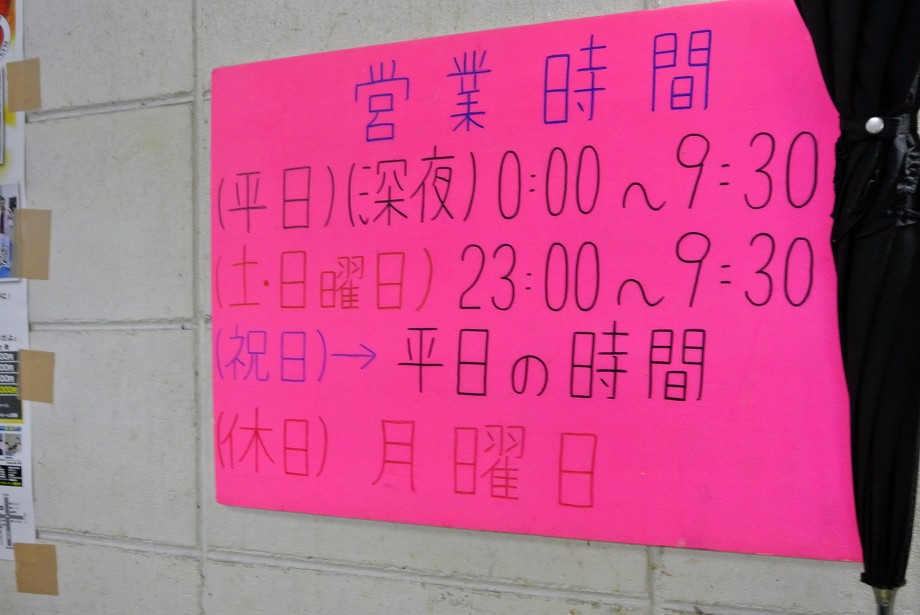 営業時間
(平日)(深夜) 0:00 ~ 9:30
(土・日曜日) 23:00 ~ 9:30
(祝日)→ 平日の時間
(休日) 月曜日